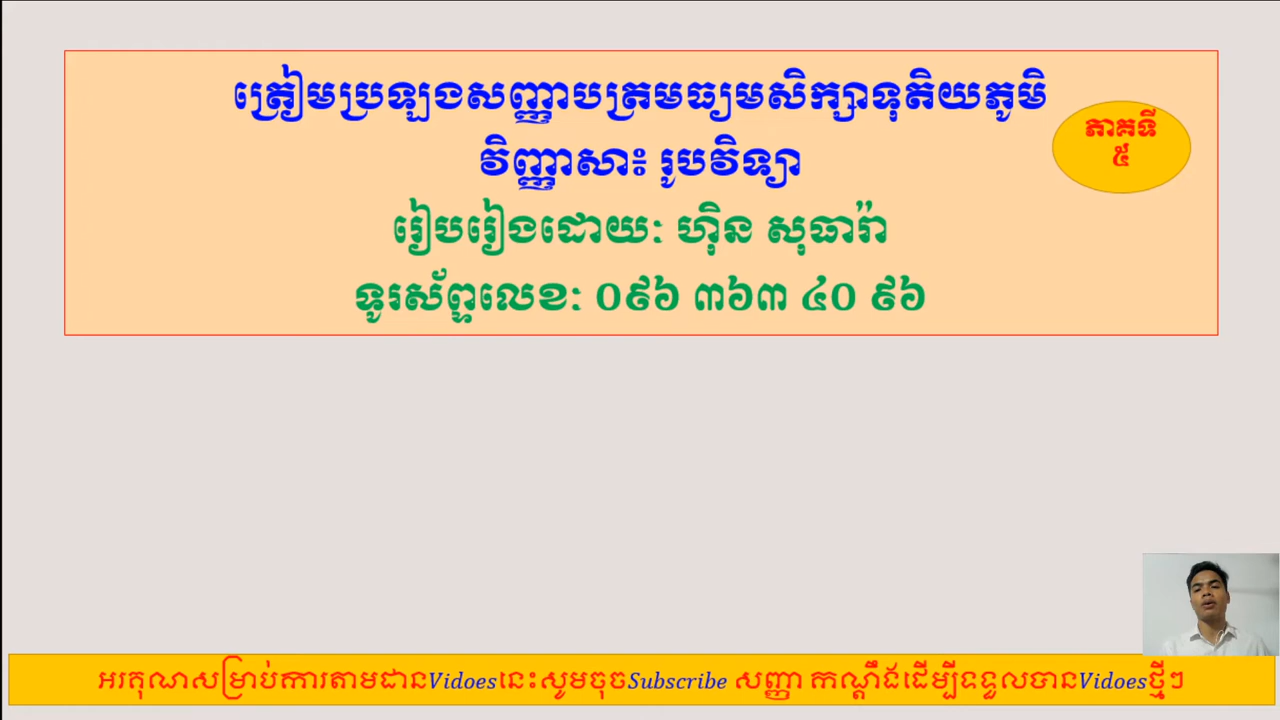 ត្រៀមប្រឡងសញ្ញាបត្រមធ្យមសិក្សាទុតិយភូមិ
វិញ្ញាសា៖ រូបវិទ្យា
ភាគទី
៥
រៀបរៀងដោយ: ហ៊ិន សុធារ៉ា
ទូរស័ព្ទលេខ: 0៩៦ ៣៦៣ ៤0 ៩៦
អរគុណសម្រាប់ការតាមដានVidoesនេះសូមចុចSubscribe សញ្ញា កណ្ដឹងដើម្បីទទួលបានVidoesថ្មីៗ